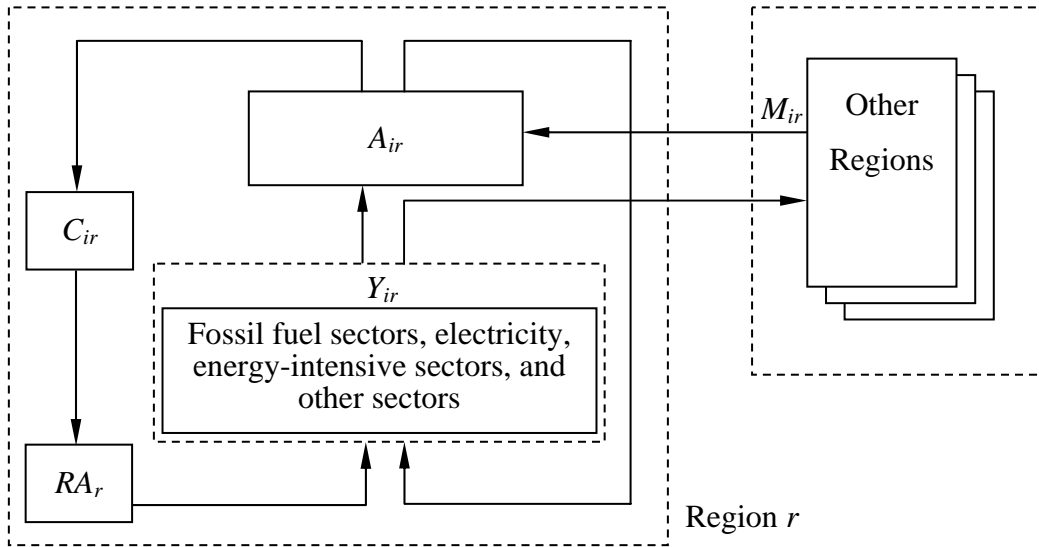 M_ir
Other
Regions
A_ir
C_ir
Y_ir
Fossil fuel sectors, electricity,
energy-intensive sectors, and
other sectors
RA_r
Region r